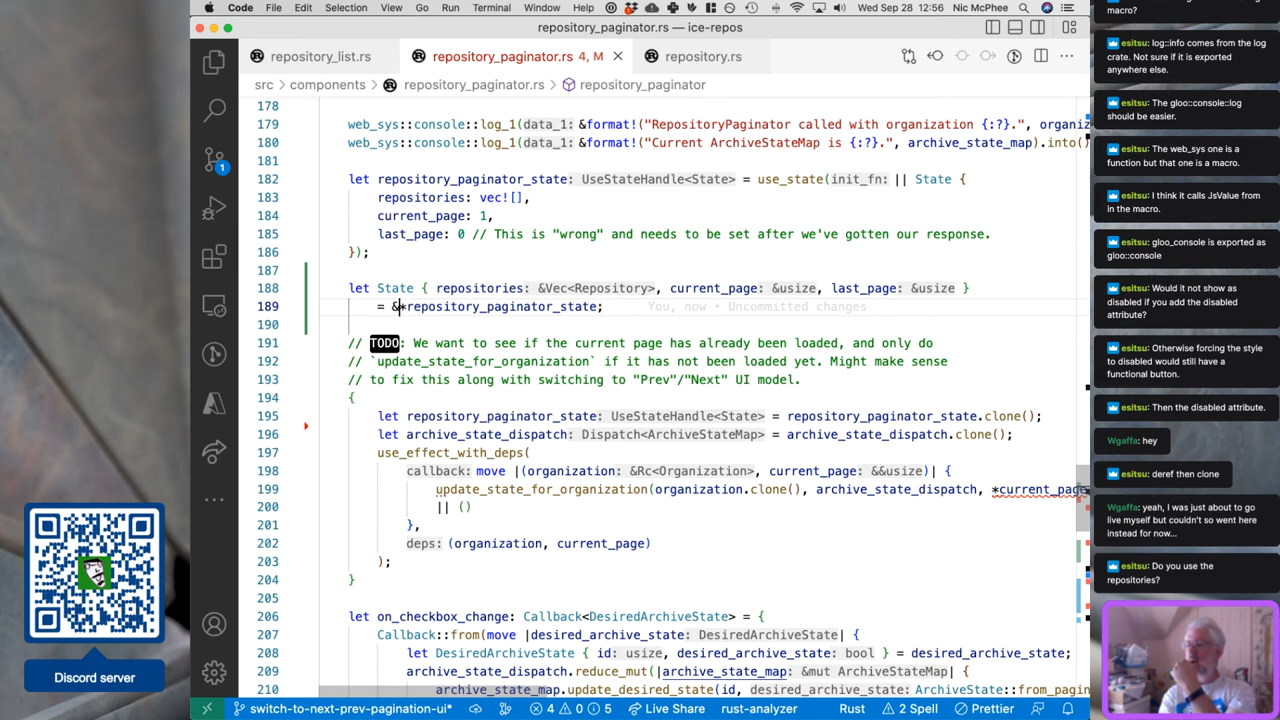 Code File Edit Selection View Go Run Terminal Window Help Wed Sep 28 12:56 Nic McPhee
repository_paginator.rs — ice-repos
repository_list.rs repository_paginator.rs 4, M repository.rs
src > components > repository_paginator.rs > repository_paginator
178
179 web_sys::console::log_1(data_1: &format!("RepositoryPaginator called with organization {:?}.", organiz
180 web_sys::console::log_1(data_1: &format!("Current ArchiveStateMap is {:?}.", archive_state_map).into()
181
182 let repository_paginator_state: UseStateHandle<State> = use_state(init_fn: || State {
183 repositories: vec![],
184 current_page: 1,
185 last_page: 0 // This is "wrong" and needs to be set after we've gotten our response.
186 });
187
188 let State { repositories: &Vec<Repository>, current_page: &usize, last_page: &usize }
189 = &*repository_paginator_state; You, now • Uncommitted changes
190
191 // TODO: We want to see if the current page has already been loaded, and only do
192 // `update_state_for_organization` if it has not been loaded yet. Might make sense
193 // to fix this along with switching to "Prev"/"Next" UI model.
194 {
195 let repository_paginator_state: UseStateHandle<State> = repository_paginator_state.clone();
196 let archive_state_dispatch: Dispatch<ArchiveStateMap> = archive_state_dispatch.clone();
197 use_effect_with_deps(
198 callback: move |(organization: &Rc<Organization>, current_page: &&usize)| {
199 update_state_for_organization(organization.clone(), archive_state_dispatch, *current_page
200 || ()
201 },
202 deps: (organization, current_page)
203 );
204 }
205
206 let on_checkbox_change: Callback<DesiredArchiveState> = {
207 Callback::from(move |desired_archive_state: DesiredArchiveState| {
208 let DesiredArchiveState { id: usize, desired_archive_state: bool } = desired_archive_state;
209 archive_state_dispatch.reduce_mut(|archive_state_map: &mut ArchiveStateMap| {
210 archive_state_map.update_desired_state(id, desired_archive_state: ArchiveState::from_pagin
1
switch-to-next-prev-pagination-ui* 4 0 5 Live Share rust-analyzer Rust 2 Spell Prettier
Discord server
macro?
esitsu: log::info comes from the log
crate. Not sure if it is exported
anywhere else.
esitsu: The gloo::console::log
should be easier.
esitsu: The web_sys one is a
function but that one is a macro.
esitsu: I think it calls JsValue from
in the macro.
esitsu: gloo_console is exported as
gloo::console
esitsu: Would it not show as
disabled if you add the disabled
attribute?
esitsu: Otherwise forcing the style
to disabled would still have a
functional button.
esitsu: Then the disabled attribute.
Wgaffa: hey
esitsu: deref then clone
Wgaffa: yeah, I was just about to go
live myself but couldn't so went here
instead for now...
esitsu: Do you use the
repositories?